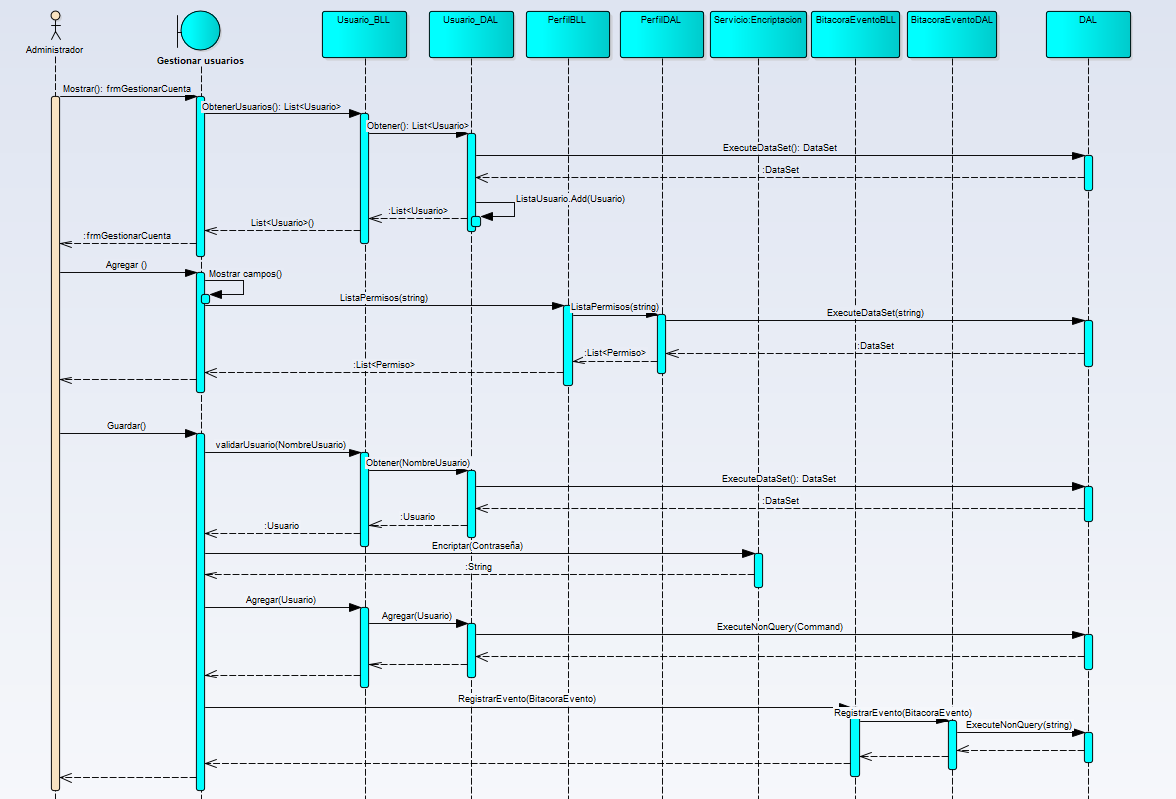 Usuario_BLL
Usuario_DAL
PerfilBLL
PerfilDAL
Servicio:Encriptacion
BitacoraEventoBLL
BitacoraEventoDAL
DAL
Administrador
Gestionar usuarios
Mostrar(): frmGestionarCuenta
ObtenerUsuarios(): List<Usuario>
Obtener(): List<Usuario>
ExecuteDataSet(): DataSet
:DataSet
ListaUsuario.Add(Usuario)
:List<Usuario>
List<Usuario>()
:frmGestionarCuenta
Agregar ()
Mostrar campos()
ListaPermisos(string)
ListaPermisos(string)
ExecuteDataSet(string)
:DataSet
:List<Permiso>
:List<Permiso>
Guardar()
validarUsuario(NombreUsuario)
Obtener(NombreUsuario)
ExecuteDataSet(): DataSet
:DataSet
:Usuario
:Usuario
Encriptar(Contraseña)
:String
Agregar(Usuario)
Agregar(Usuario)
ExecuteNonQuery(Command)
RegistrarEvento(BitacoraEvento)
RegistrarEvento(BitacoraEvento)
ExecuteNonQuery(string)